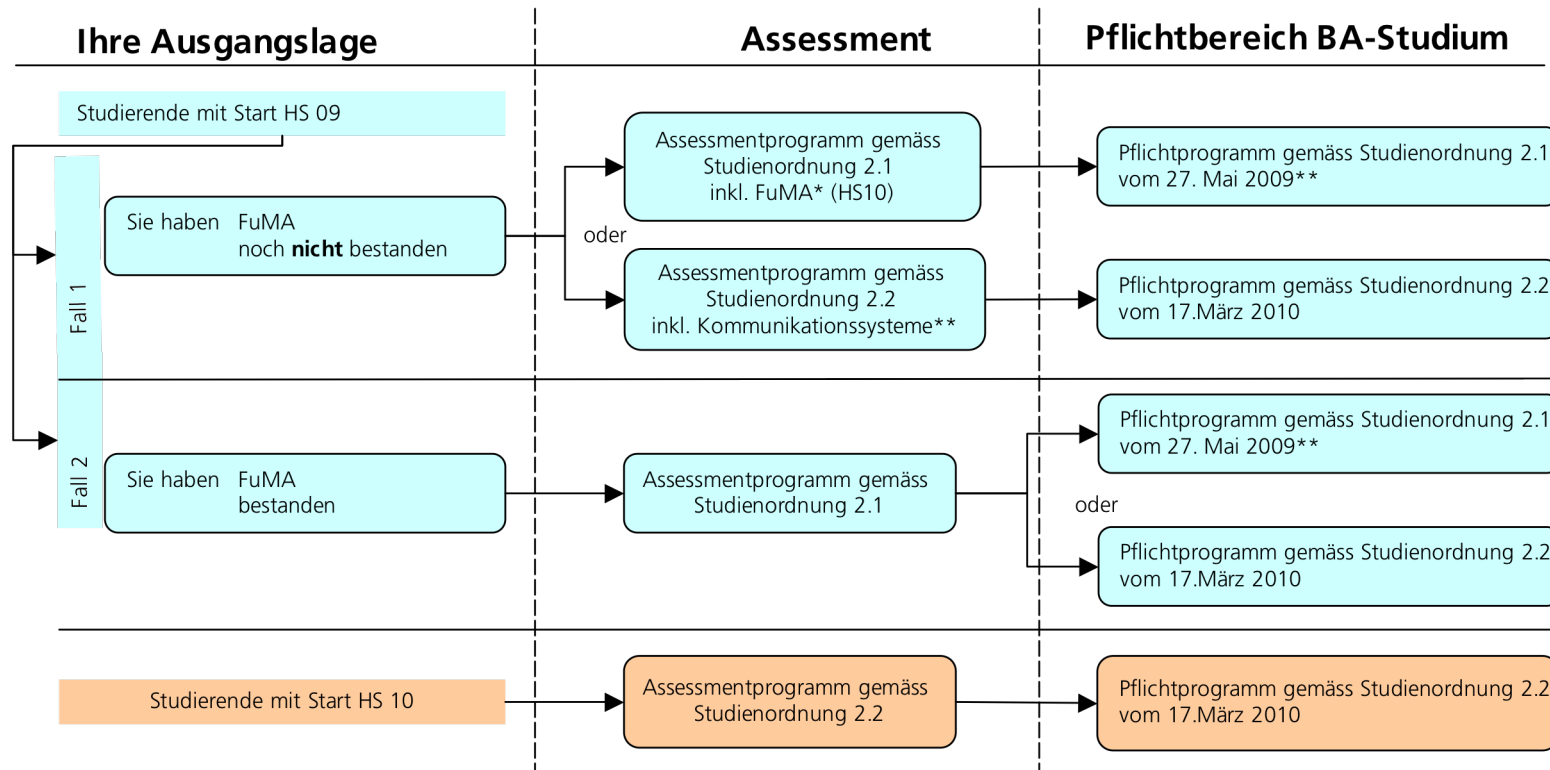 Ihre Ausgangslage
Assessment
Pflichtbereich BA-Studium
Studierende mit Start HS 09
Fall 1
Sie haben FuMA
noch nicht bestanden
Assessmentprogramm gemäss
Studienordnung 2.1
inkl. FuMA* (HS10)
Pflichtprogramm gemäss Studienordnung 2.1
vom 27. Mai 2009**
oder
Assessmentprogramm gemäss
Studienordnung 2.2
inkl. Kommunikationssysteme**
Pflichtprogramm gemäss Studienordnung 2.2
vom 17.März 2010
Fall 2
Sie haben FuMA
bestanden
Assessmentprogramm gemäss
Studienordnung 2.1
Pflichtprogramm gemäss Studienordnung 2.1
vom 27. Mai 2009**
oder
Pflichtprogramm gemäss Studienordnung 2.2
vom 17.März 2010
Studierende mit Start HS 10
Assessmentprogramm gemäss
Studienordnung 2.2
Pflichtprogramm gemäss Studienordnung 2.2
vom 17.März 2010